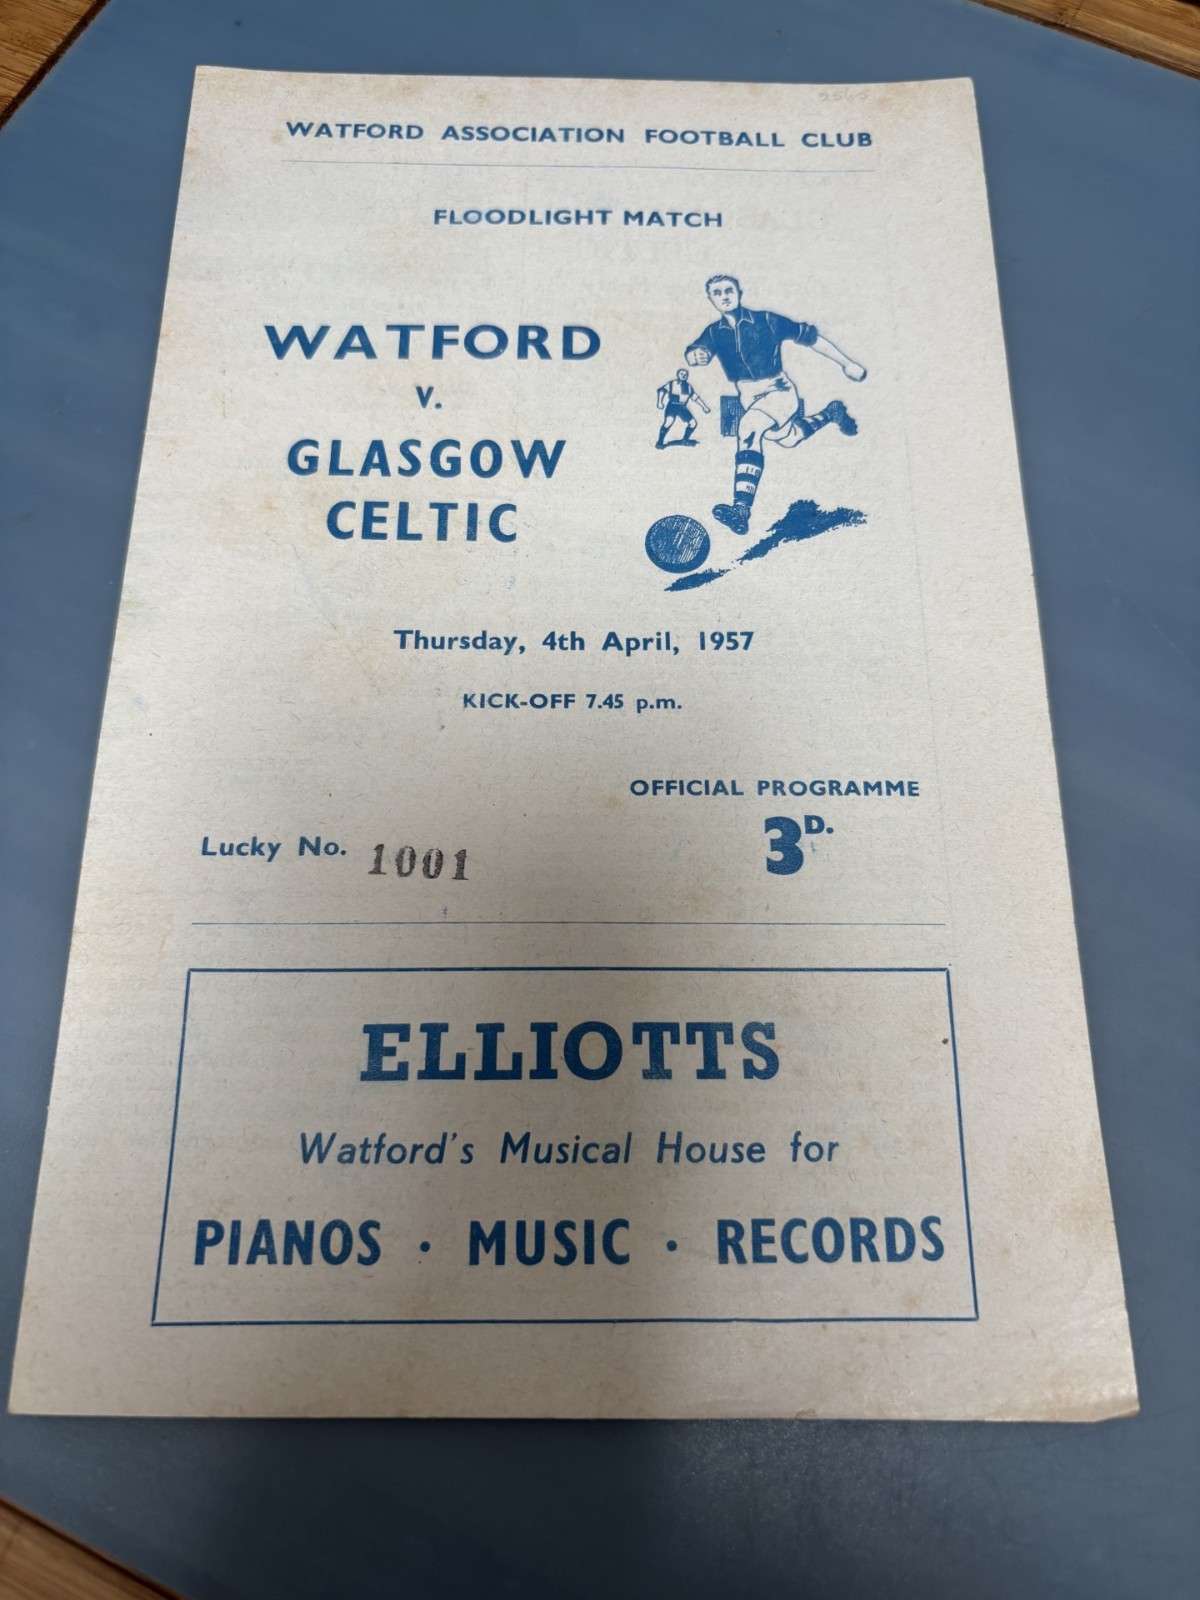 2565
WATFORD ASSOCIATION FOOTBALL CLUB
FLOODLIGHT MATCH
WATFORD
v.
GLASGOW
CELTIC
Thursday, 4th April, 1957
KICK-OFF 7.45 p.m.
OFFICIAL PROGRAMME
3D.
Lucky No. 1001
ELLIOTTS
Watford's Musical House for
PIANOS · MUSIC · RECORDS